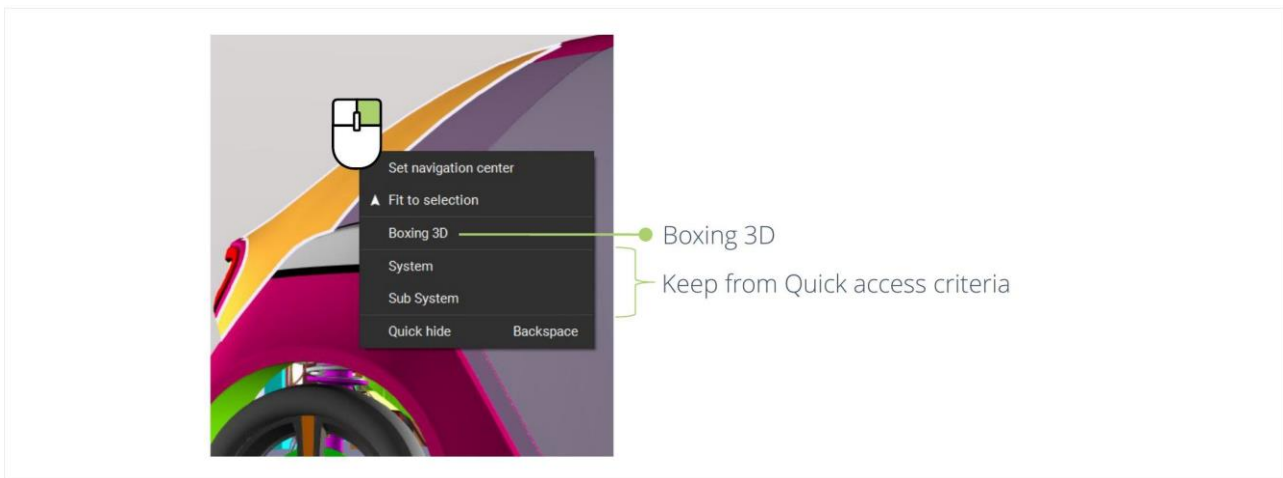 Set navigation center
Fit to selection
Boxing 3D
System
Sub System
Quick hide Backspace
Boxing 3D
Keep from Quick access criteria